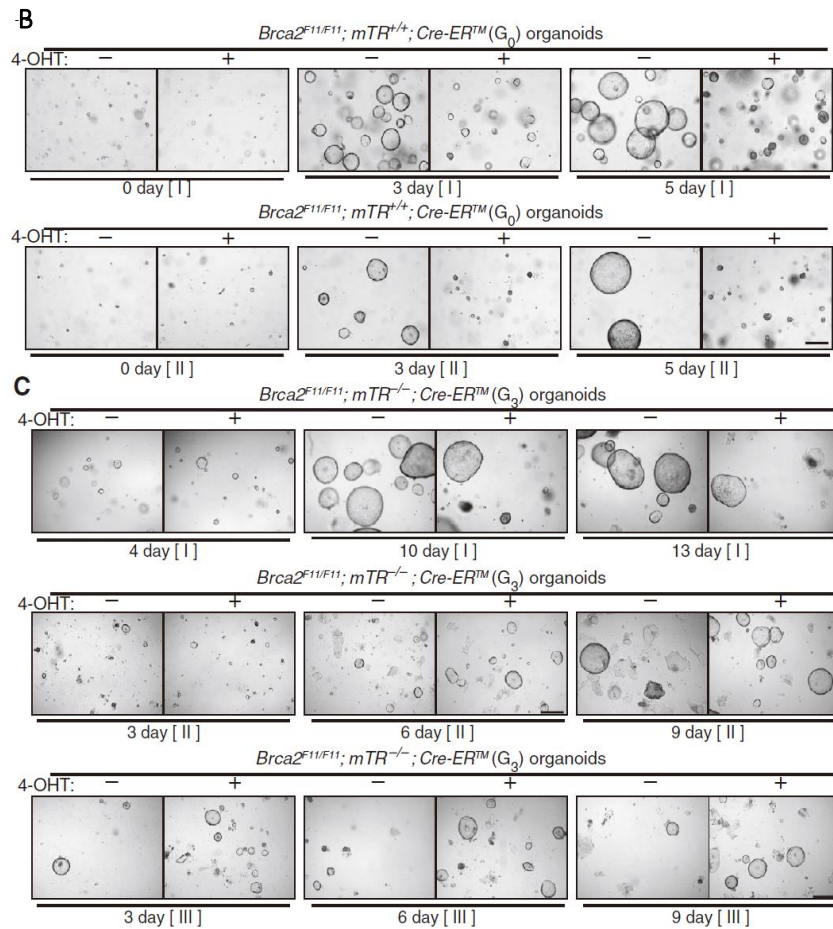 B
Brca2F11/F11; mTR+/+; Cre-ERTM (G0) organoids
4-OHT: − + − + − +
0 day [ I ] 3 day [ I ] 5 day [ I ]
Brca2F11/F11; mTR+/+; Cre-ERTM (G0) organoids
4-OHT: − + − + − +
0 day [ II ] 3 day [ II ] 5 day [ II ]
C
Brca2F11/F11; mTR−/−; Cre-ERTM (G3) organoids
4-OHT: − + − + − +
4 day [ I ] 10 day [ I ] 13 day [ I ]
Brca2F11/F11; mTR−/−; Cre-ERTM (G3) organoids
4-OHT: − + − + − +
3 day [ II ] 6 day [ II ] 9 day [ II ]
Brca2F11/F11; mTR−/−; Cre-ERTM (G3) organoids
4-OHT: − + − + − +
3 day [ III ] 6 day [ III ] 9 day [ III ]